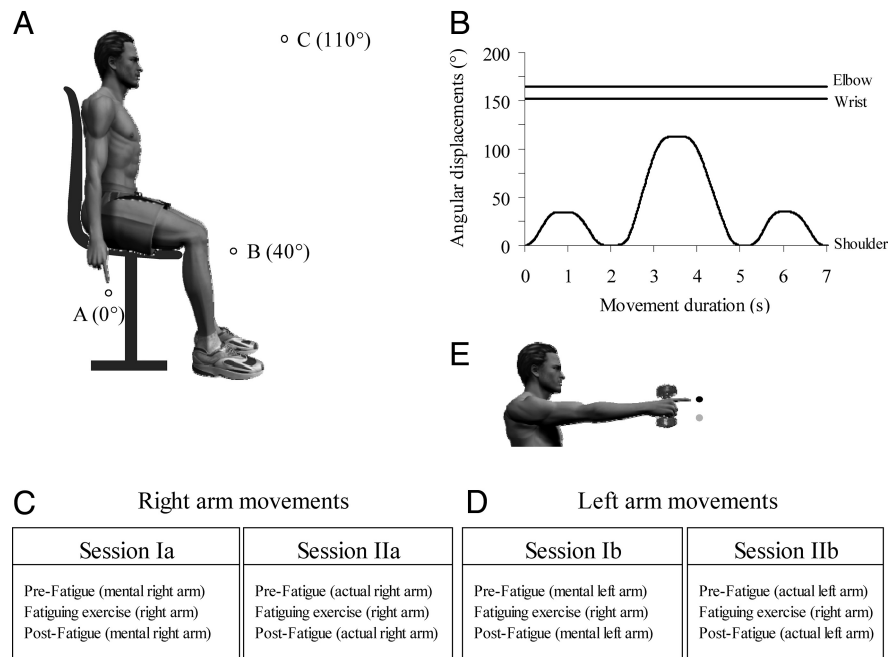 A
C (110°)
B (40°)
A (0°)
B
Angular displacements (°)
200
150
100
50
0
Elbow
Wrist
Shoulder
0 1 2 3 4 5 6 7
Movement duration (s)
E
C Right arm movements
Session Ia
Pre-Fatigue (mental right arm)
Fatiguing exercise (right arm)
Post-Fatigue (mental right arm)
Session IIa
Pre-Fatigue (actual right arm)
Fatiguing exercise (right arm)
Post-Fatigue (actual right arm)
D Left arm movements
Session Ib
Pre-Fatigue (mental left arm)
Fatiguing exercise (right arm)
Post-Fatigue (mental left arm)
Session IIb
Pre-Fatigue (actual left arm)
Fatiguing exercise (right arm)
Post-Fatigue (actual left arm)